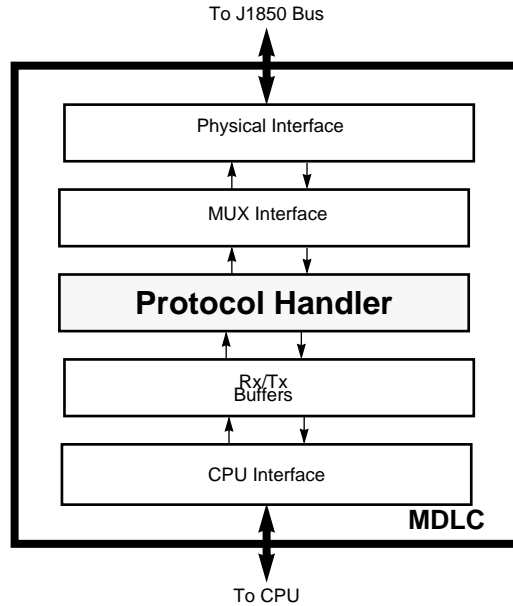 To J1850 Bus
Physical Interface
MUX Interface
Protocol Handler
Rx/Tx
Buffers
CPU Interface
MDLC
To CPU